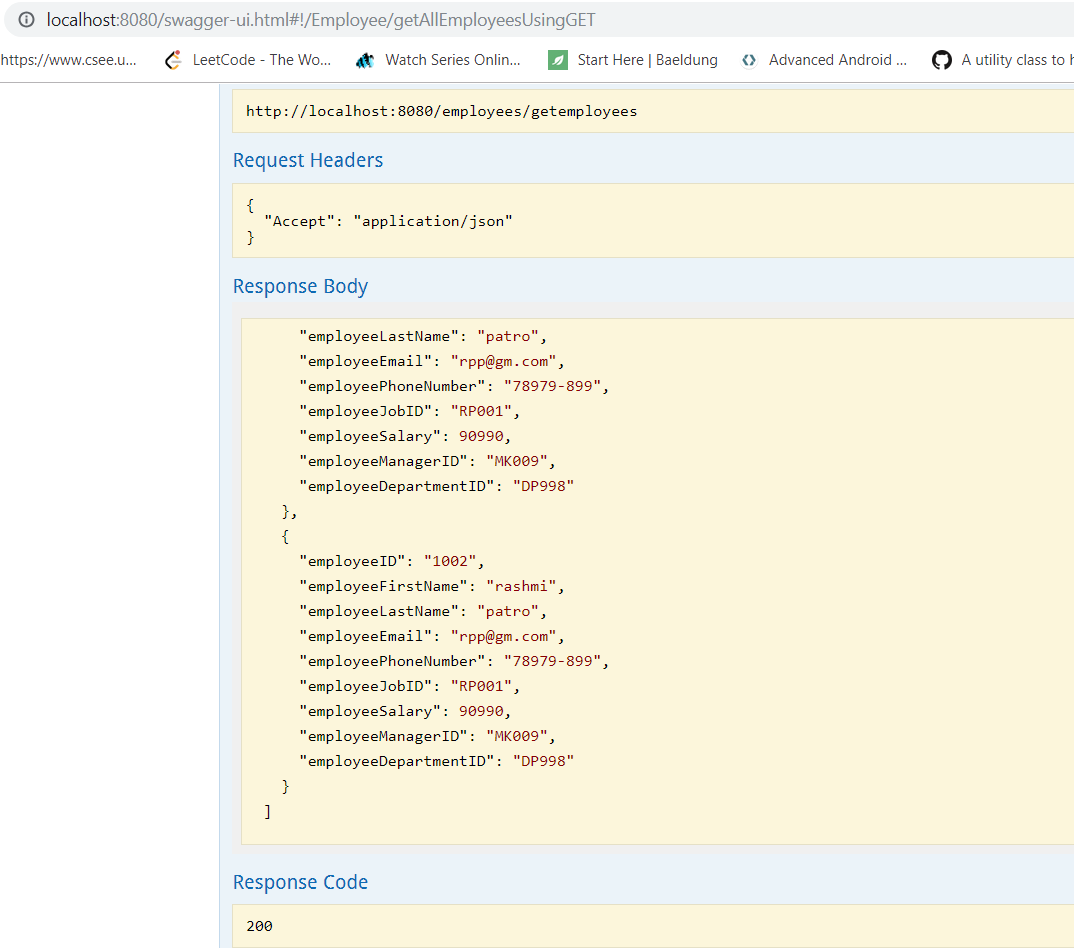 localhost:8080/swagger-ui.html#!/Employee/getAllEmployeesUsingGET
https://www.csee.u... LeetCode - The Wo... Watch Series Onlin... Start Here | Baeldung Advanced Android ... A utility class to h
http://localhost:8080/employees/getemployees
Request Headers
{
  "Accept": "application/json"
}
Response Body
      "employeeLastName": "patro",
      "employeeEmail": "rpp@gm.com",
      "employeePhoneNumber": "78979-899",
      "employeeJobID": "RP001",
      "employeeSalary": 90990,
      "employeeManagerID": "MK009",
      "employeeDepartmentID": "DP998"
    },
    {
      "employeeID": "1002",
      "employeeFirstName": "rashmi",
      "employeeLastName": "patro",
      "employeeEmail": "rpp@gm.com",
      "employeePhoneNumber": "78979-899",
      "employeeJobID": "RP001",
      "employeeSalary": 90990,
      "employeeManagerID": "MK009",
      "employeeDepartmentID": "DP998"
    }
  ]
Response Code
200